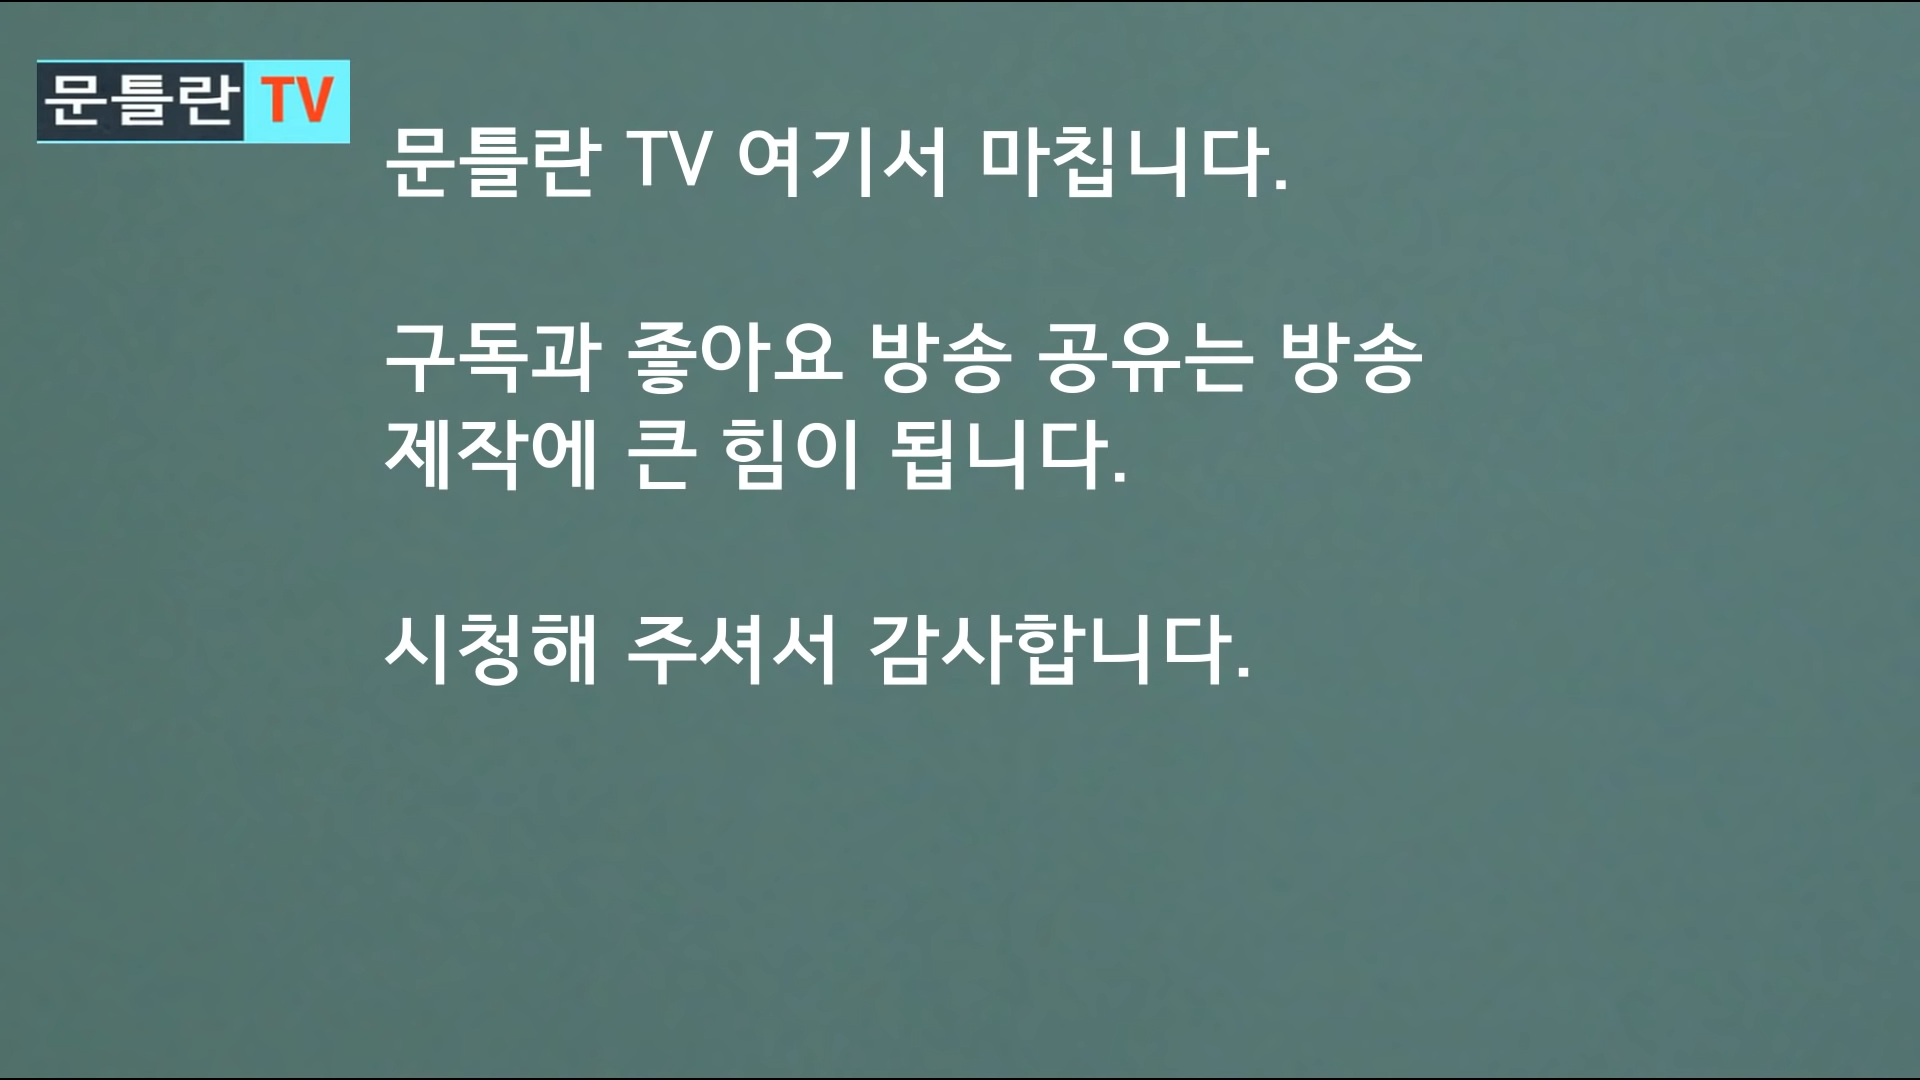 문틀란 TV
문틀란 TV 여기서 마칩니다.
구독과 좋아요 방송 공유는 방송
제작에 큰 힘이 됩니다.
시청해 주셔서 감사합니다.